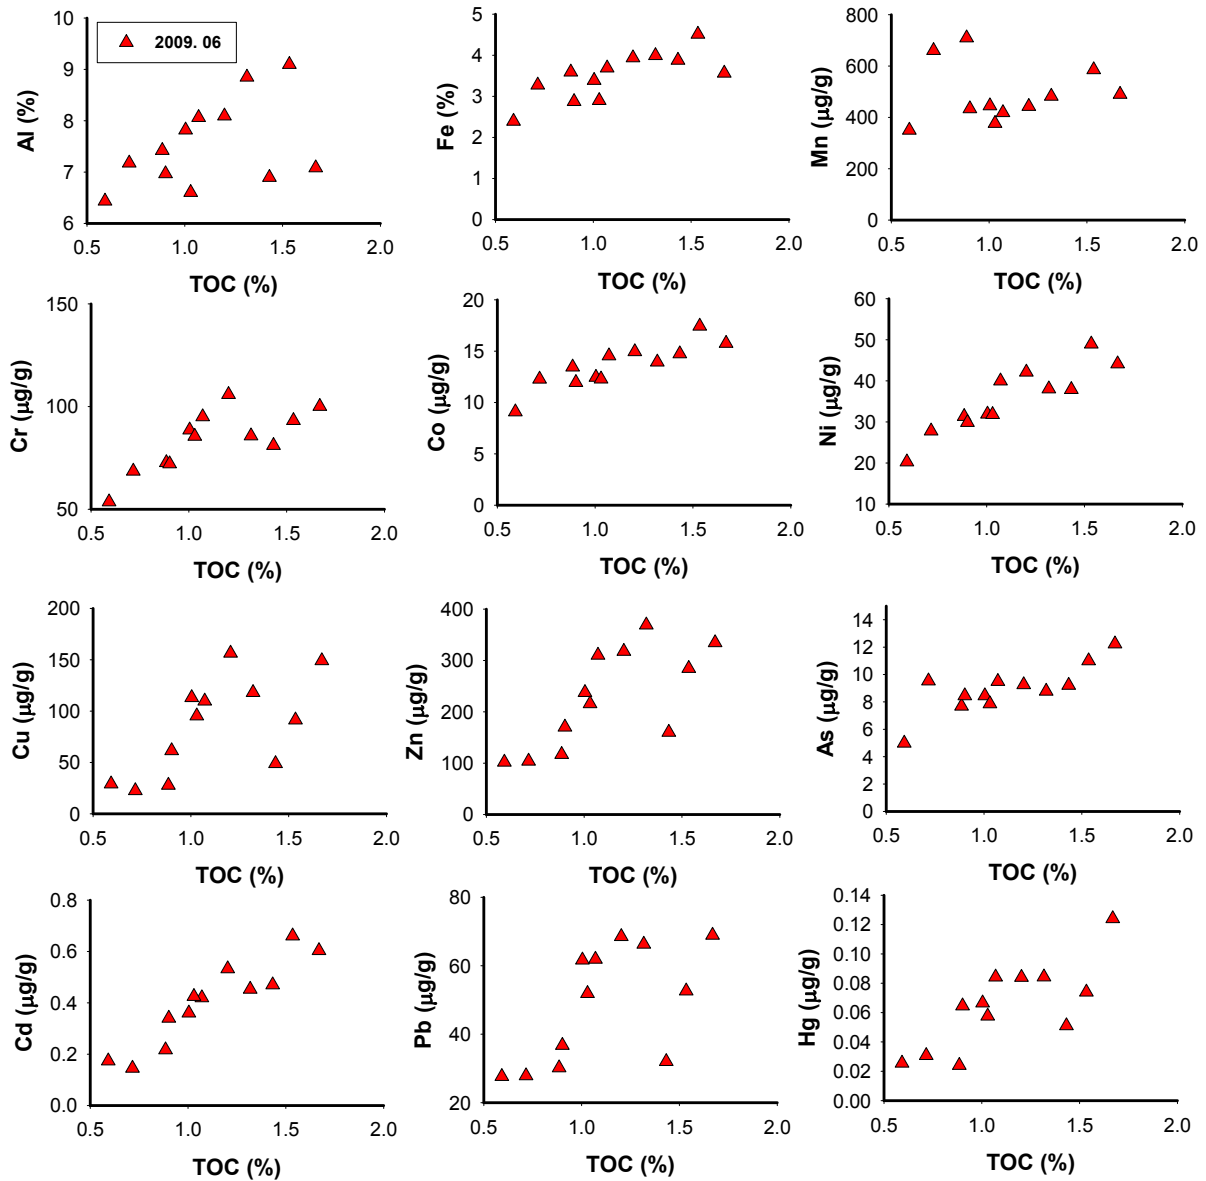 10
9
8
7
6
Al (%)
2009. 06
0.5 1.0 1.5 2.0
TOC (%)
5
4
3
2
1
0
Fe (%)
0.5 1.0 1.5 2.0
TOC (%)
800
600
400
200
0
Mn (µg/g)
0.5 1.0 1.5 2.0
TOC (%)
150
100
50
Cr (µg/g)
0.5 1.0 1.5 2.0
TOC (%)
20
15
10
5
0
Co (µg/g)
0.5 1.0 1.5 2.0
TOC (%)
60
50
40
30
20
10
Ni (µg/g)
0.5 1.0 1.5 2.0
TOC (%)
200
150
100
50
0
Cu (µg/g)
0.5 1.0 1.5 2.0
TOC (%)
400
300
200
100
0
Zn (µg/g)
0.5 1.0 1.5 2.0
TOC (%)
14
12
10
8
6
4
2
0
As (µg/g)
0.5 1.0 1.5 2.0
TOC (%)
0.8
0.6
0.4
0.2
0.0
Cd (µg/g)
0.5 1.0 1.5 2.0
TOC (%)
80
60
40
20
Pb (µg/g)
0.5 1.0 1.5 2.0
TOC (%)
0.14
0.12
0.10
0.08
0.06
0.04
0.02
0.00
Hg (µg/g)
0.5 1.0 1.5 2.0
TOC (%)